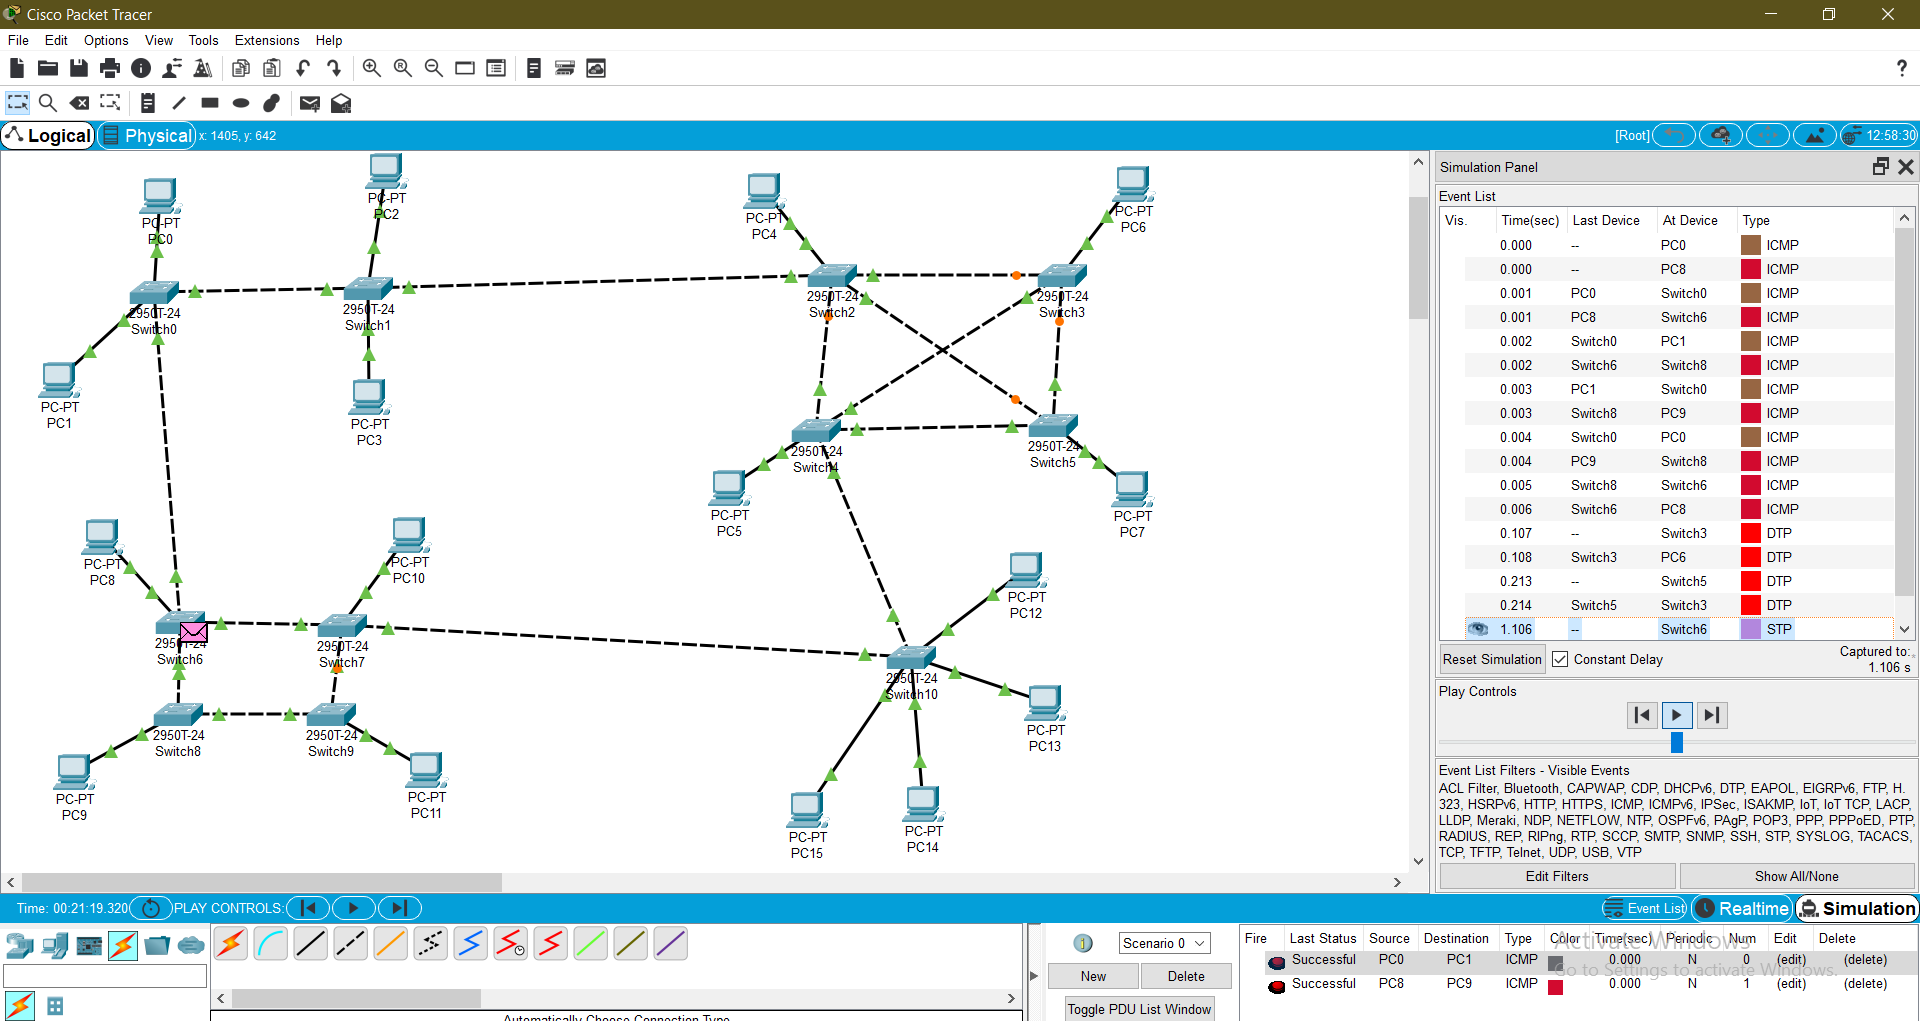 Cisco Packet Tracer
File Edit Options View Tools Extensions Help
?
Logical Physical x: 1405, y: 642 [Root] 12:58:30
PC-PT
PC0
PC-PT
PC2
PC-PT
PC4
PC-PT
PC6
2950T-24
Switch0
2950T-24
Switch1
2950T-24
Switch2
2950T-24
Switch3
PC-PT
PC1
PC-PT
PC3
2950T-24
Switch4
2950T-24
Switch5
PC-PT
PC5
PC-PT
PC7
PC-PT
PC8
PC-PT
PC10
PC-PT
PC12
2950T-24
Switch6
2950T-24
Switch7
2950T-24
Switch10
2950T-24
Switch8
2950T-24
Switch9
PC-PT
PC13
PC-PT
PC9
PC-PT
PC11
PC-PT
PC15
PC-PT
PC14
Simulation Panel
Event List
Vis. Time(sec) Last Device At Device Type
0.000 -- PC0 ICMP
0.000 -- PC8 ICMP
0.001 PC0 Switch0 ICMP
0.001 PC8 Switch6 ICMP
0.002 Switch0 PC1 ICMP
0.002 Switch6 Switch8 ICMP
0.003 PC1 Switch0 ICMP
0.003 Switch8 PC9 ICMP
0.004 Switch0 PC0 ICMP
0.004 PC9 Switch8 ICMP
0.005 Switch8 Switch6 ICMP
0.006 Switch6 PC8 ICMP
0.107 -- Switch3 DTP
0.108 Switch3 PC6 DTP
0.213 -- Switch5 DTP
0.214 Switch5 Switch3 DTP
1.106 -- Switch6 STP
Reset Simulation Constant Delay Captured to:
1.106 s
Play Controls
Event List Filters - Visible Events
ACL Filter, Bluetooth, CAPWAP, CDP, DHCPv6, DTP, EAPOL, EIGRPv6, FTP, H.
323, HSRPv6, HTTP, HTTPS, ICMP, ICMPv6, IPSec, ISAKMP, IoT, IoT TCP, LACP,
LLDP, Meraki, NDP, NETFLOW, NTP, OSPFv6, PAgP, POP3, PPP, PPPoED, PTP,
RADIUS, REP, RIPng, RTP, SCCP, SMTP, SNMP, SSH, STP, SYSLOG, TACACS,
TCP, TFTP, Telnet, UDP, USB, VTP
Edit Filters Show All/None
Time: 00:21:19.320 PLAY CONTROLS: Event List Realtime Simulation
Scenario 0
New Delete
Toggle PDU List Window
Fire Last Status Source Destination Type Color Time(sec) Periodic Num Edit Delete
Successful PC0 PC1 ICMP 0.000 N 0 (edit) (delete)
Successful PC8 PC9 ICMP 0.000 N 1 (edit) (delete)
Activate Windows
Go to Settings to activate Windows.
Automatically Choose Connection Type